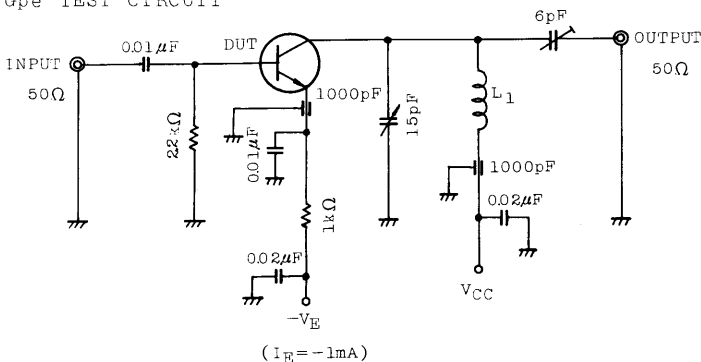 Gpe TEST CIRCUIT
6pF
0.01μF
DUT
OUTPUT
INPUT
50Ω
50Ω
1000pF
15pF
L1
22kΩ
0.01μF
1000pF
1kΩ
0.02μF
0.02μF
VCC
-VE
(IE=-1mA)